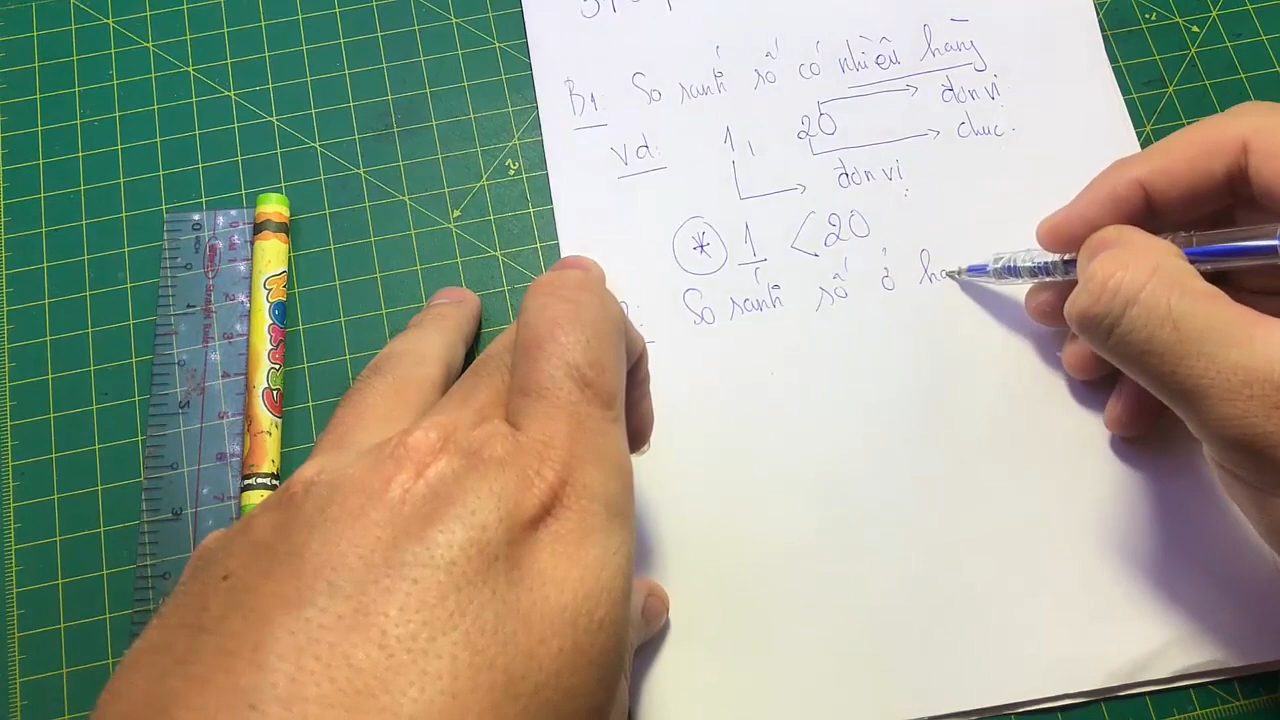 B1: So sánh số có nhiều hàng
Vd: 1, 20 đơn vị
chục.
đơn vị
* 1 < 20
: So sánh số ở hà